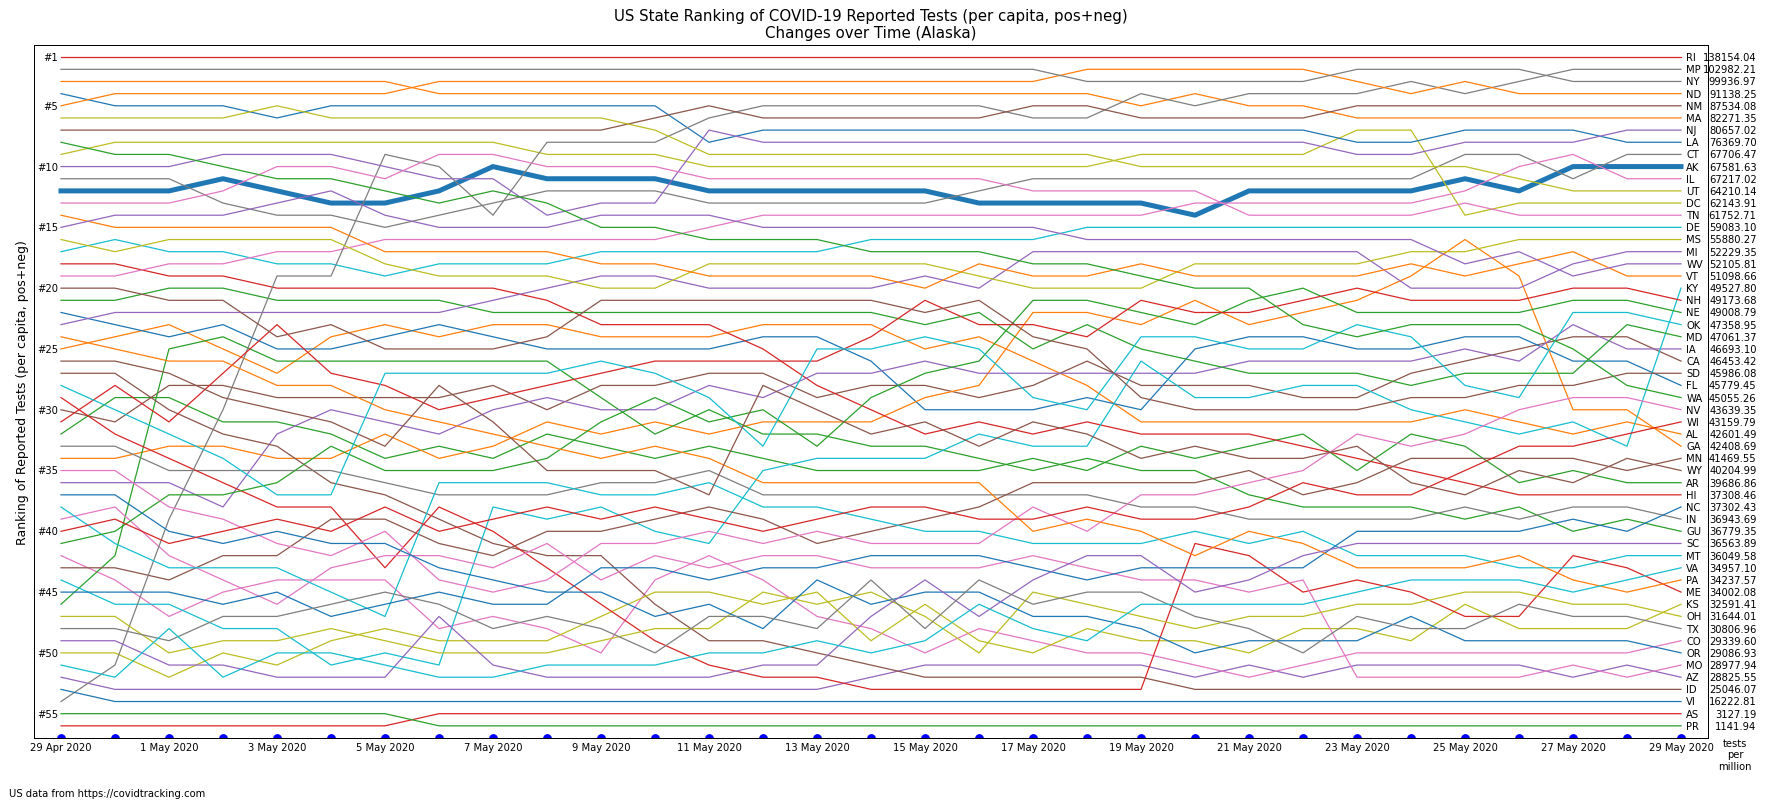 US State Ranking of COVID-19 Reported Tests (per capita, pos+neg)
Changes over Time (Alaska)
Ranking of Reported Tests (per capita, pos+neg)
#1
#5
#10
#15
#20
#25
#30
#35
#40
#45
#50
#55
RI 138154.04
MP 102982.21
NY 99936.97
ND 91138.25
NM 87534.08
MA 82271.35
NJ 80657.02
LA 76369.70
CT 67706.47
AK 67581.63
IL 67217.02
UT 64210.14
DC 62143.91
TN 61752.71
DE 59083.10
MS 55880.27
MI 52229.35
WV 52105.81
VT 51098.66
KY 49527.80
NH 49173.68
NE 49008.79
OK 47358.95
MD 47061.37
IA 46693.10
CA 46453.42
SD 45986.08
FL 45779.45
WA 45055.26
NV 43639.35
WI 43159.79
AL 42601.49
GA 42408.69
MN 41469.55
WY 40204.99
AR 39686.86
HI 37308.46
NC 37302.43
IN 36943.69
GU 36779.35
SC 36563.89
MT 36049.58
VA 34957.10
PA 34237.57
ME 34002.08
KS 32591.41
OH 31644.01
TX 30806.96
CO 29339.60
OR 29086.93
MO 28977.94
AZ 28825.55
ID 25046.07
VI 16222.81
AS 3127.19
PR 1141.94
29 Apr 2020 1 May 2020 3 May 2020 5 May 2020 7 May 2020 9 May 2020 11 May 2020 13 May 2020 15 May 2020 17 May 2020 19 May 2020 21 May 2020 23 May 2020 25 May 2020 27 May 2020 29 May 2020
tests
per
million
US data from https://covidtracking.com